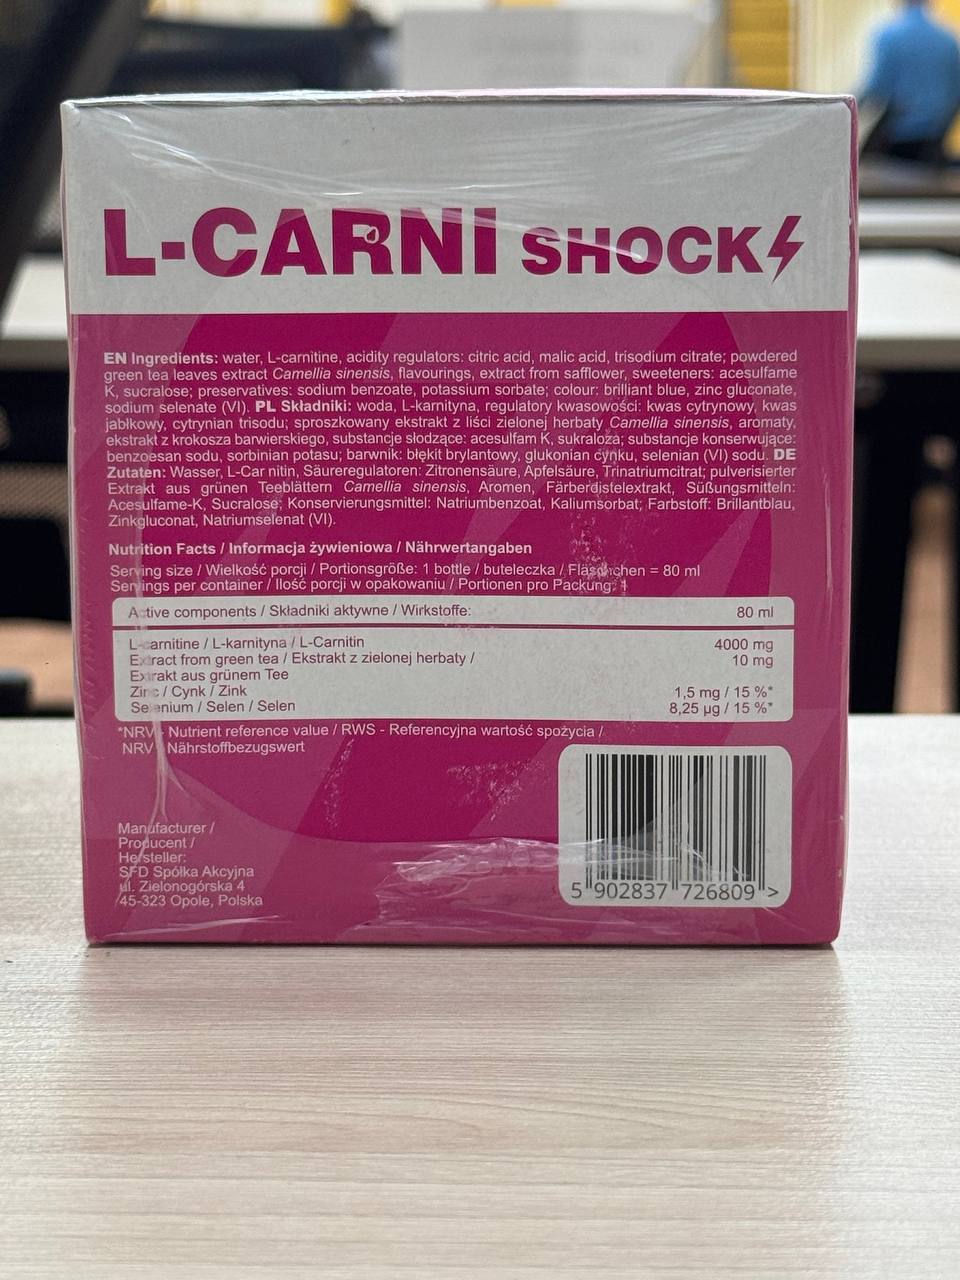 L-CARNI SHOCK
EN Ingredients: water, L-carnitine, acidity regulators: citric acid, malic acid, trisodium citrate; powdered
green tea leaves extract Camellia sinensis, flavourings, extract from safflower, sweeteners: acesulfame
K, sucralose; preservatives: sodium benzoate, potassium sorbate; colour: brilliant blue, zinc gluconate,
sodium selenate (VI). PL Składniki: woda, L-karnityna, regulatory kwasowości: kwas cytrynowy, kwas
jabłkowy, cytrynian trisodu; sproszkowany ekstrakt z liści zielonej herbaty Camellia sinensis, aromaty,
ekstrakt z krokosza barwierskiego, substancje słodzące: acesulfam K, sukraloza; substancje konserwujące:
benzoesan sodu, sorbinian potasu; barwnik: błękit brylantowy, glukonian cynku, selenian (VI) sodu. DE
Zutaten: Wasser, L-Car nitin, Säureregulatoren: Zitronensäure, Apfelsäure, Trinatriumcitrat; pulverisierter
Extrakt aus grünen Teeblättern Camellia sinensis, Aromen, Färberdistelextrakt, Süßungsmitteln:
Acesulfame-K, Sucralose; Konservierungsmittel: Natriumbenzoat, Kaliumsorbat; Farbstoff: Brillantblau,
Zinkgluconat, Natriumselenat (VI).
Nutrition Facts / Informacja żywieniowa / Nährwertangaben
Serving size / Wielkość porcji / Portionsgröße: 1 bottle / buteleczka / Fläschchen = 80 ml
Servings per container / Ilość porcji w opakowaniu / Portionen pro Packung: 1
Active components / Składniki aktywne / Wirkstoffe: 80 ml
L-carnitine / L-karnityna / L-Carnitin 4000 mg
Extract from green tea / Ekstrakt z zielonej herbaty / 10 mg
Extrakt aus grünem Tee
Zinc / Cynk / Zink 1,5 mg / 15 %*
Selenium / Selen / Selen 8,25 µg / 15 %*
*NRV - Nutrient reference value / RWS - Referencyjna wartość spożycia /
NRV - Nährstoffbezugswert
Manufacturer /
Producent /
Hersteller:
SFD Spółka Akcyjna
ul. Zielonogórska 4
45-323 Opole, Polska
5 902837 726809 >